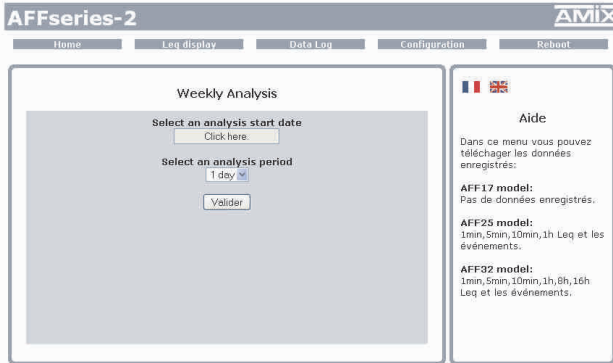 AFFseries-2
AMIX
Home
Leq display
Data Log
Configuration
Reboot
Weekly Analysis
Select an analysis start date
Click here.
Select an analysis period
1 day
Valider
Aide
Dans ce menu vous pouvez
téléchager les données
enregistrés:
AFF17 model:
Pas de données enregistrés.
AFF25 model:
1min,5min,10min,1h Leq et les
événements.
AFF32 model:
1min,5min,10min,1h,8h,16h
Leq et les événements.